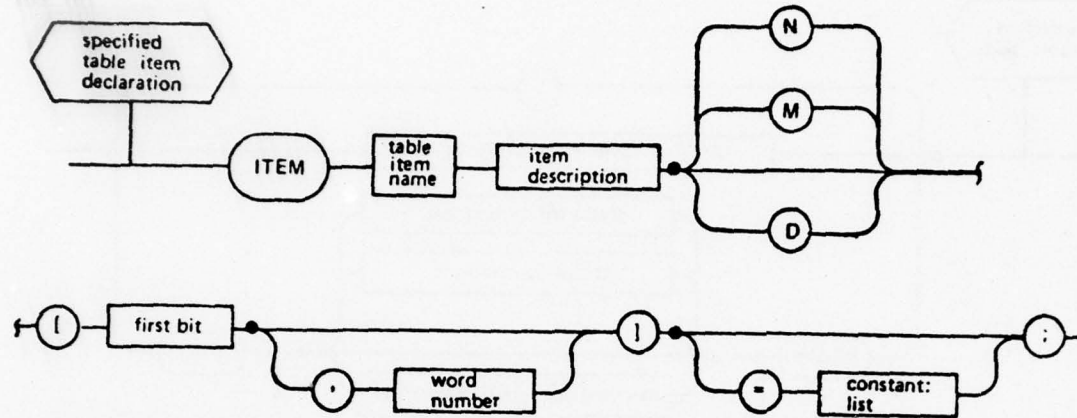 specified
table item
declaration
N
M
ITEM
table
item
name
item
description
D
[
first bit
,
word
number
]
=
constant:
list
;